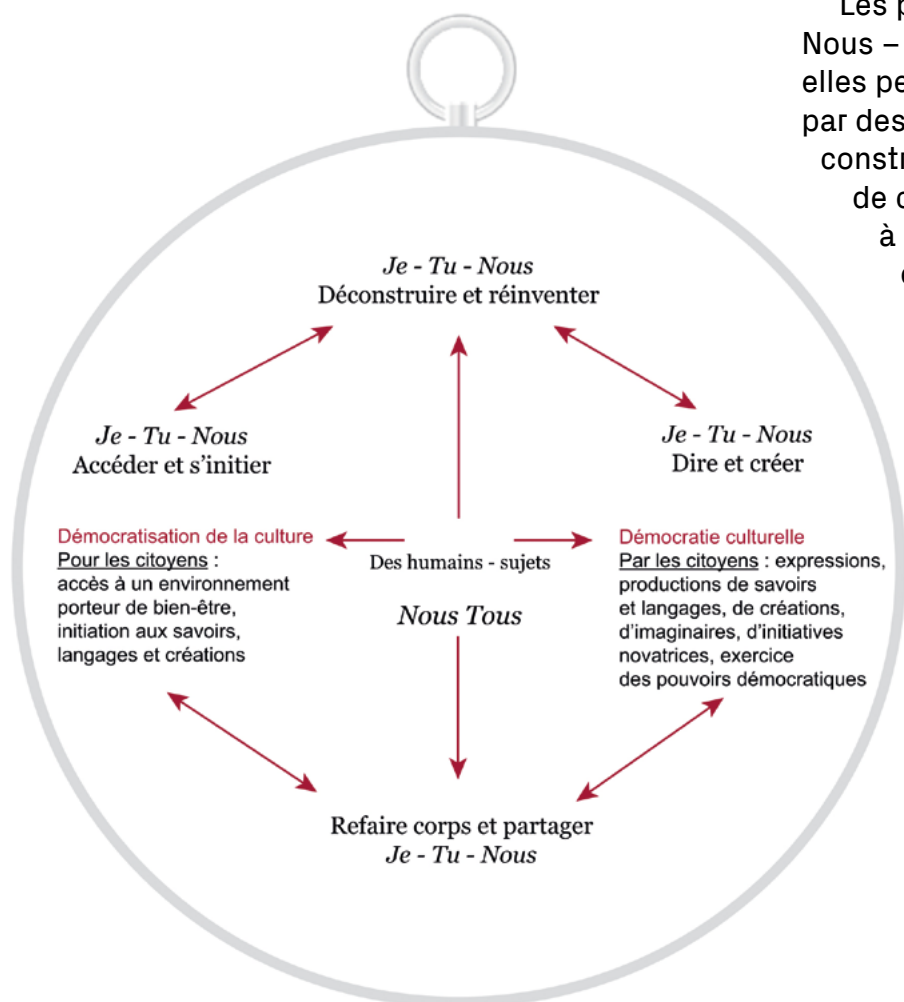 Les p
Nous –
elles pe
par des
constr
de c
à
Je - Tu - Nous
Déconstruire et réinventer
Je - Tu - Nous
Accéder et s'initier
Je - Tu - Nous
Dire et créer
Démocratisation de la culture
Pour les citoyens :
accès à un environnement
porteur de bien-être,
initiation aux savoirs,
langages et créations
Des humains - sujets
Nous Tous
Démocratie culturelle
Par les citoyens : expressions,
productions de savoirs
et langages, de créations,
d'imaginaires, d'initiatives
novatrices, exercice
des pouvoirs démocratiques
Refaire corps et partager
Je - Tu - Nous